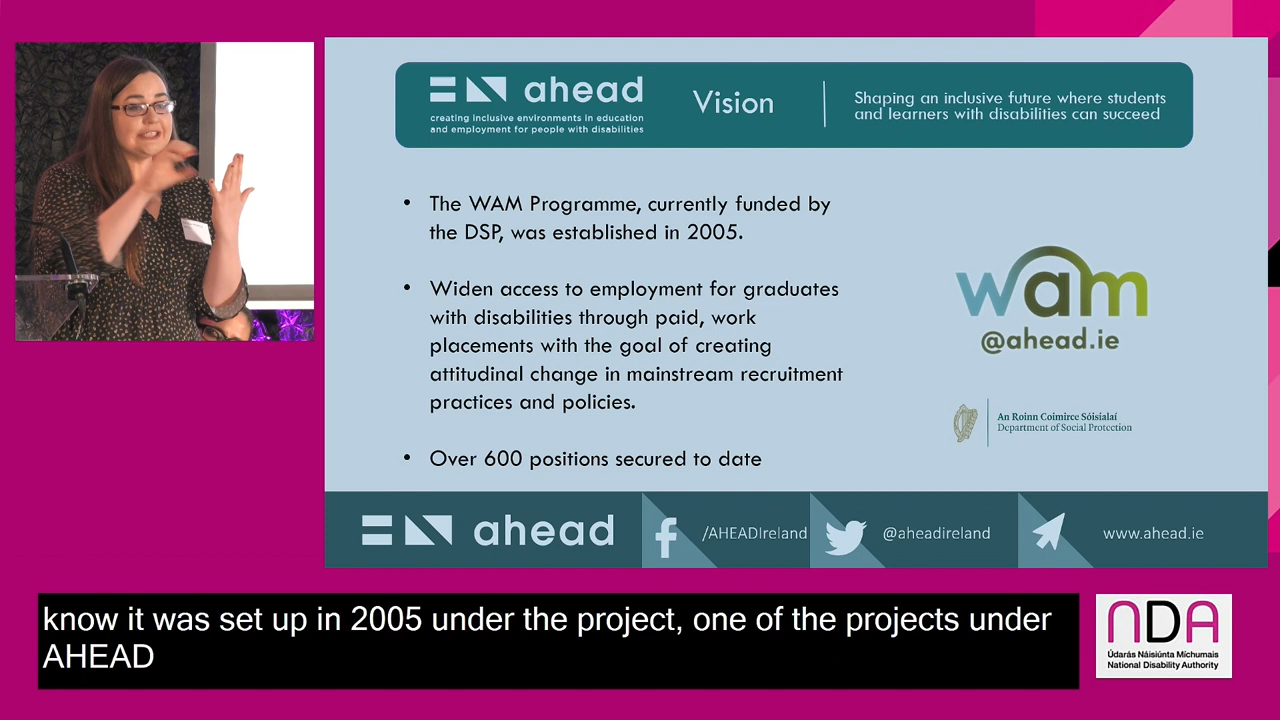 ahead
creating inclusive environments in education
and employment for people with disabilities
Vision
Shaping an inclusive future where students
and learners with disabilities can succeed
• The WAM Programme, currently funded by
the DSP, was established in 2005.
• Widen access to employment for graduates
with disabilities through paid, work
placements with the goal of creating
attitudinal change in mainstream recruitment
practices and policies.
• Over 600 positions secured to date
wam
@ahead.ie
An Roinn Coimirce Sóisialaí
Department of Social Protection
ahead
/AHEADIreland
@aheadireland
www.ahead.ie
know it was set up in 2005 under the project, one of the projects under
AHEAD
NDA
Údarás Náisiúnta Míchumais
National Disability Authority